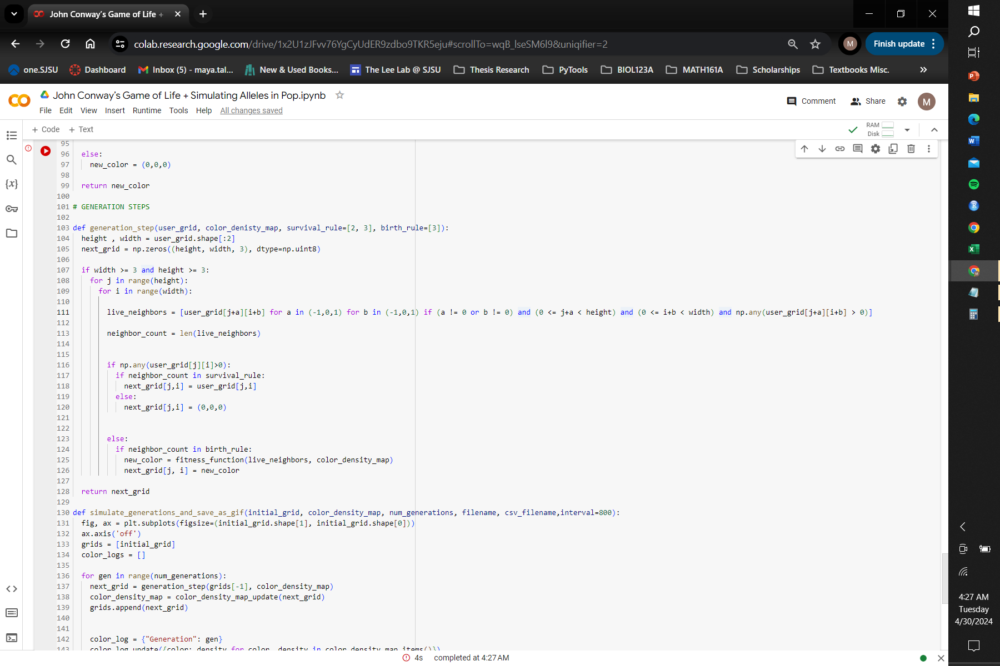 John Conway's Game of Life +
colab.research.google.com/drive/1x2U1zJFvv76YgCyUdER9zdbo9TKR5eju#scrollTo=wqB_lseSM6l9&uniqifier=2
M
Finish update
one.SJSU
Dashboard
Inbox (5) - maya.tal...
New & Used Books...
The Lee Lab @ SJSU
Thesis Research
PyTools
BIOL123A
MATH161A
Scholarships
Textbooks Misc.
John Conway's Game of Life + Simulating Alleles in Pop.ipynb
File Edit View Insert Runtime Tools Help All changes saved
Comment
Share
M
+ Code + Text
RAM
Disk
95
96 else:
97 new_color = (0,0,0)
98
99 return new_color
100
101 # GENERATION STEPS
102
103 def generation_step(user_grid, color_denisty_map, survival_rule=[2, 3], birth_rule=[3]):
104 height , width = user_grid.shape[:2]
105 next_grid = np.zeros((height, width, 3), dtype=np.uint8)
106
107 if width >= 3 and height >= 3:
108 for j in range(height):
109 for i in range(width):
110
111 live_neighbors = [user_grid[j+a][i+b] for a in (-1,0,1) for b in (-1,0,1) if (a != 0 or b != 0) and (0 <= j+a < height) and (0 <= i+b < width) and np.any(user_grid[j+a][i+b] > 0)]
112
113 neighbor_count = len(live_neighbors)
114
115
116 if np.any(user_grid[j][i]>0):
117 if neighbor_count in survival_rule:
118 next_grid[j,i] = user_grid[j,i]
119 else:
120 next_grid[j,i] = (0,0,0)
121
122
123 else:
124 if neighbor_count in birth_rule:
125 new_color = fitness_function(live_neighbors, color_density_map)
126 next_grid[j, i] = new_color
127
128 return next_grid
129
130 def simulate_generations_and_save_as_gif(initial_grid, color_density_map, num_generations, filename, csv_filename,interval=800):
131 fig, ax = plt.subplots(figsize=(initial_grid.shape[1], initial_grid.shape[0]))
132 ax.axis('off')
133 grids = [initial_grid]
134 color_logs = []
135
136 for gen in range(num_generations):
137 next_grid = generation_step(grids[-1], color_density_map)
138 color_density_map = color_density_map_update(next_grid)
139 grids.append(next_grid)
140
141
142 color_log = {"Generation": gen}
143 color_log.update({color: density for color, density in color_density_map.items()})
4s completed at 4:27 AM
4:27 AM
Tuesday
4/30/2024